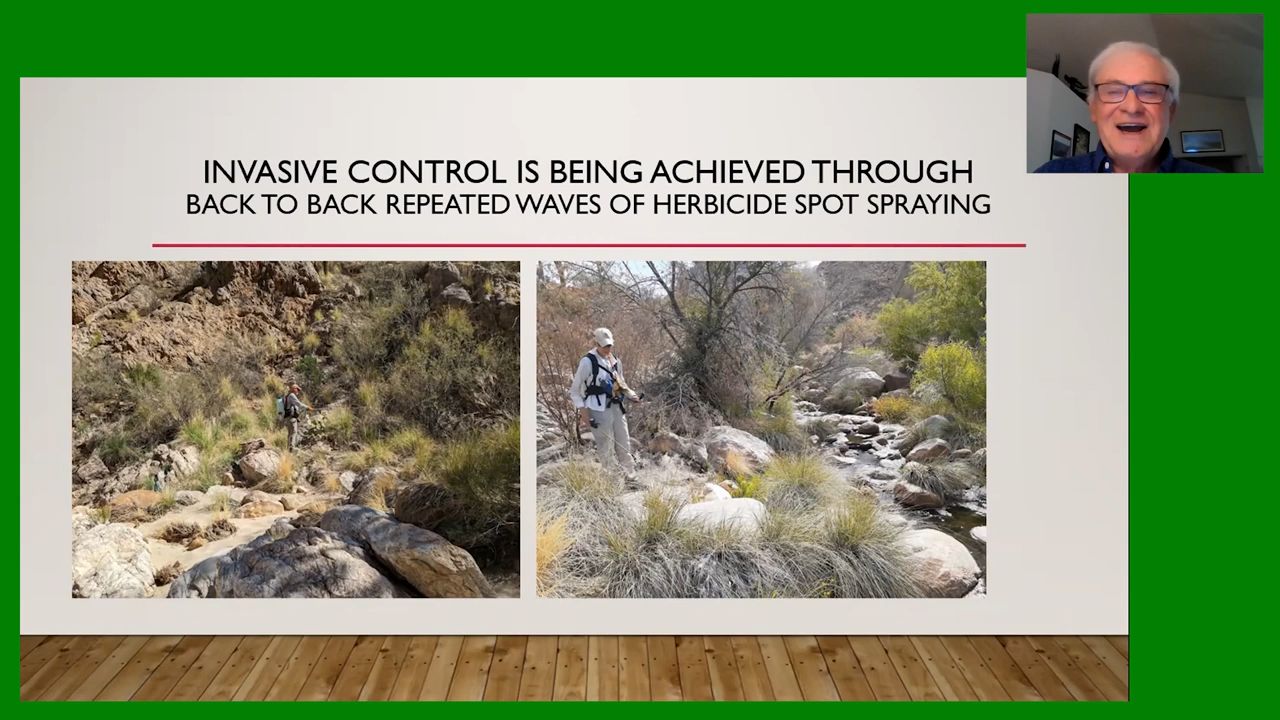 INVASIVE CONTROL IS BEING ACHIEVED THROUGH
BACK TO BACK REPEATED WAVES OF HERBICIDE SPOT SPRAYING